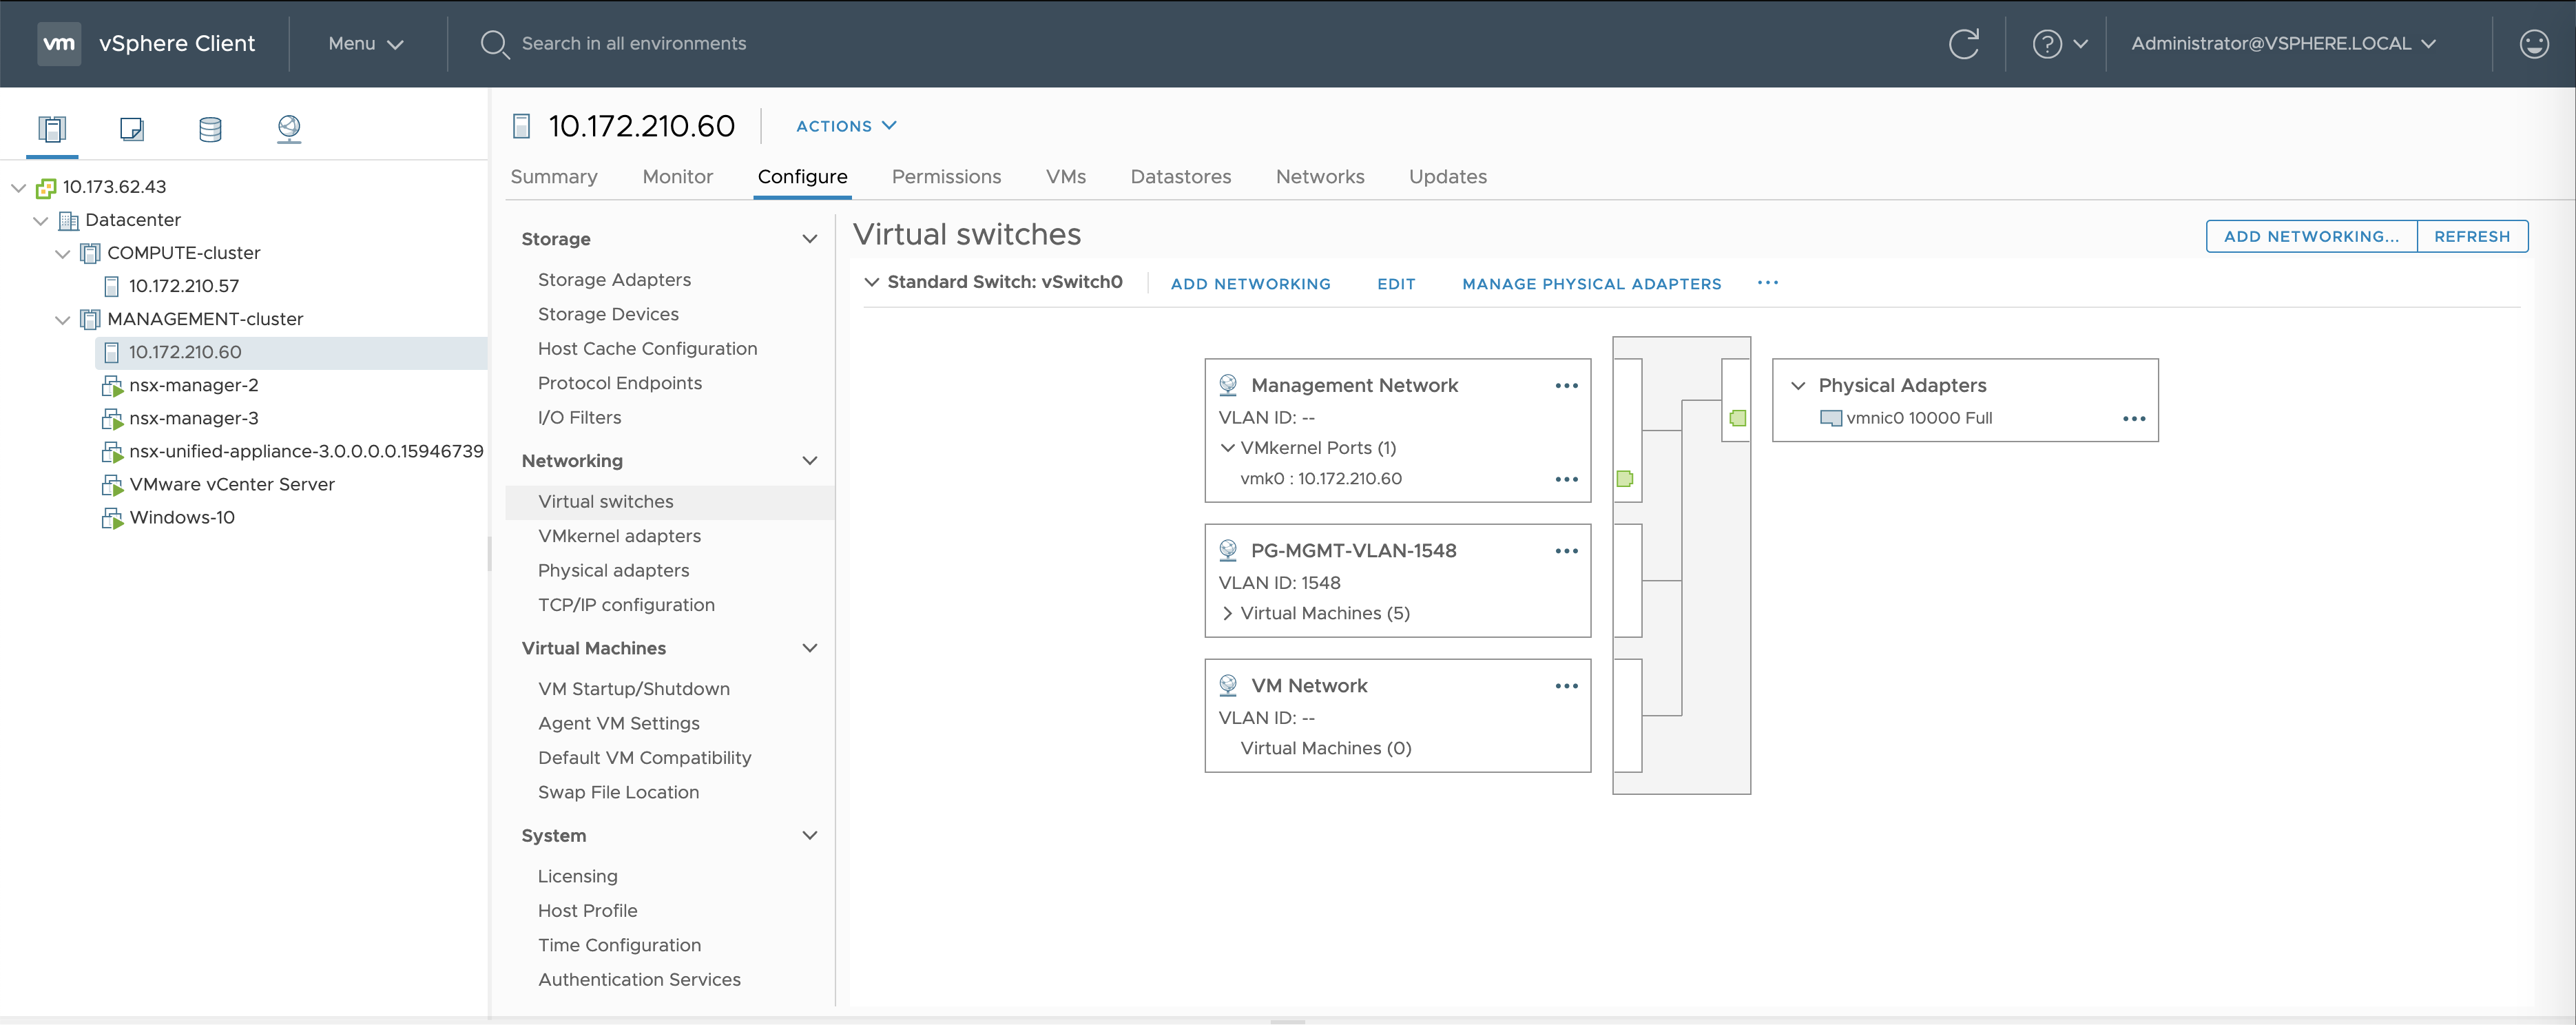 vm vSphere Client Menu Search in all environments ? Administrator@VSPHERE.LOCAL
10.173.62.43
Datacenter
COMPUTE-cluster
10.172.210.57
MANAGEMENT-cluster
10.172.210.60
nsx-manager-2
nsx-manager-3
nsx-unified-appliance-3.0.0.0.0.15946739
VMware vCenter Server
Windows-10
10.172.210.60 ACTIONS
Summary Monitor Configure Permissions VMs Datastores Networks Updates
Storage
Storage Adapters
Storage Devices
Host Cache Configuration
Protocol Endpoints
I/O Filters
Networking
Virtual switches
VMkernel adapters
Physical adapters
TCP/IP configuration
Virtual Machines
VM Startup/Shutdown
Agent VM Settings
Default VM Compatibility
Swap File Location
System
Licensing
Host Profile
Time Configuration
Authentication Services
Virtual switches
ADD NETWORKING... REFRESH
Standard Switch: vSwitch0 ADD NETWORKING EDIT MANAGE PHYSICAL ADAPTERS ...
Management Network ...
VLAN ID: --
VMkernel Ports (1)
vmk0 : 10.172.210.60 ...
PG-MGMT-VLAN-1548 ...
VLAN ID: 1548
Virtual Machines (5)
VM Network ...
VLAN ID: --
Virtual Machines (0)
Physical Adapters
vmnic0 10000 Full ...